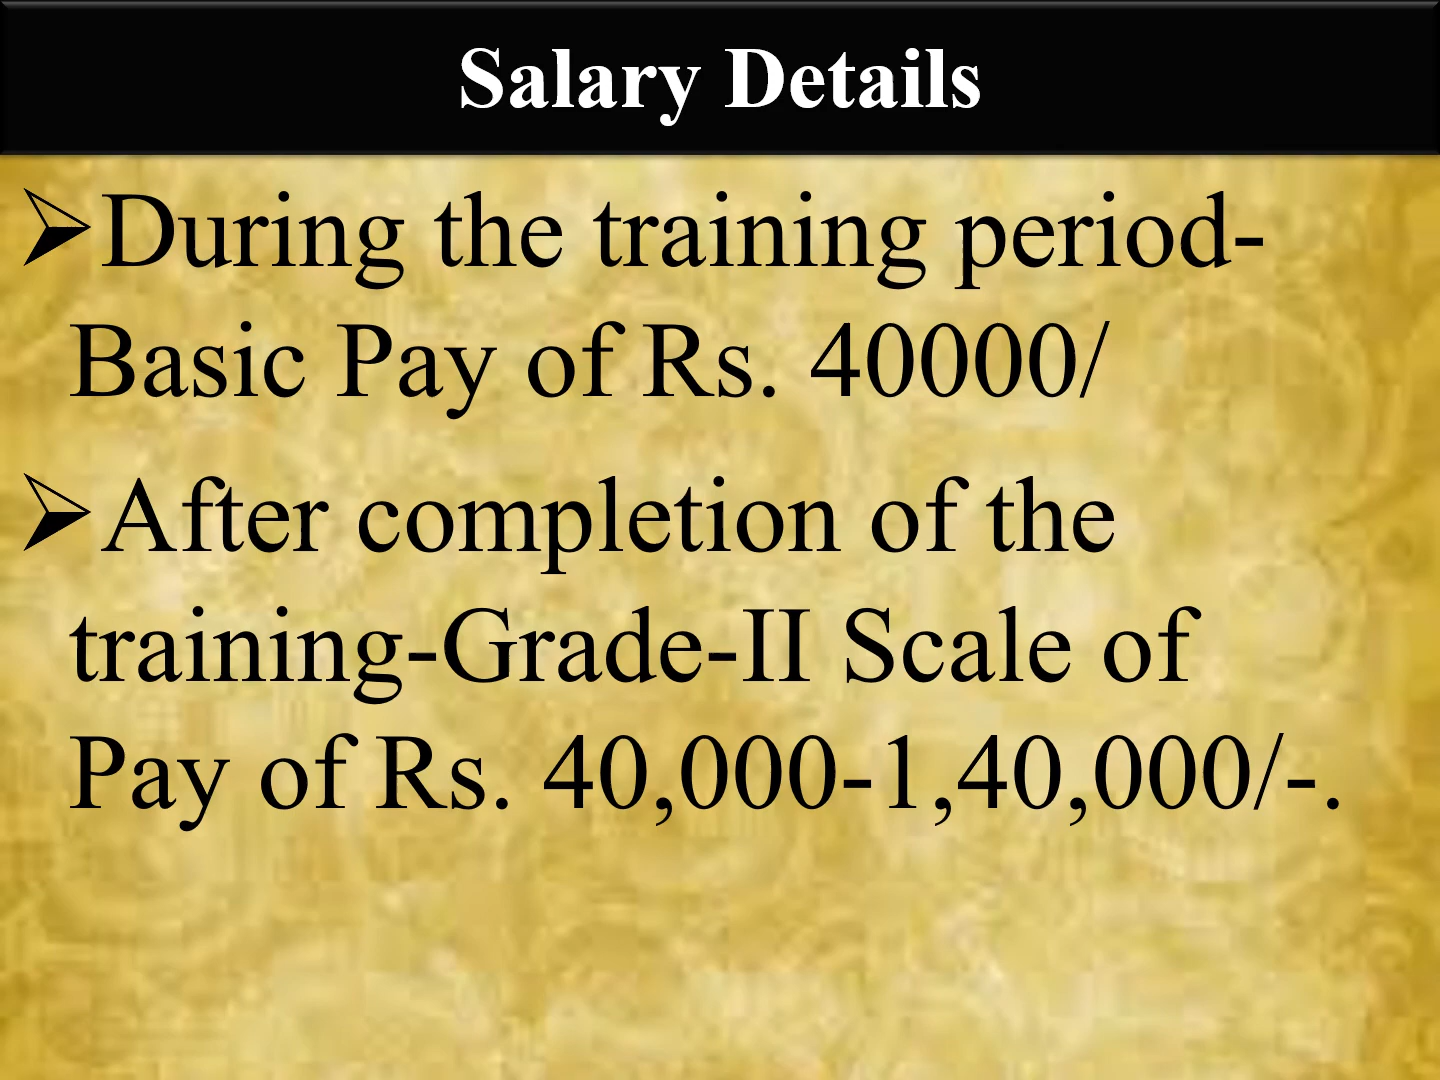 Salary Details
➢During the training period-
Basic Pay of Rs. 40000/
➢After completion of the
training-Grade-II Scale of
Pay of Rs. 40,000-1,40,000/-.